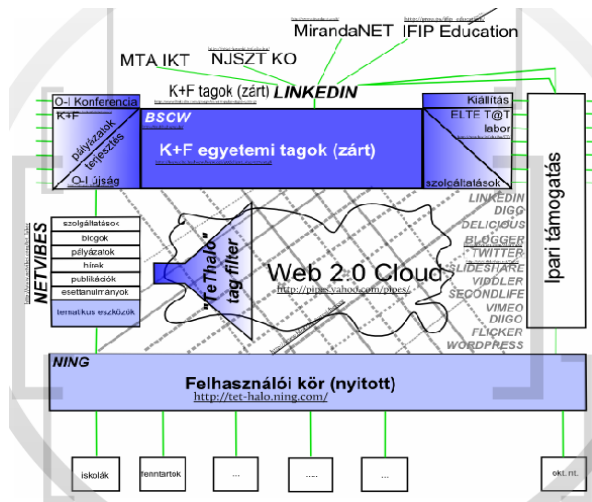 MirandaNET
IFIP Education
MTA IKT
NJSZT KO
K+F tagok (zárt)
LINKEDIN
O-I Konferencia
K+F
pályázatok
terjesztés
O-I újság
BSCW
K+F egyetemi tagok (zárt)
Kiállítás
ELTE T@T
labor
szolgáltatások
Ipari támogatás
NETVIBES
szolgáltatások
blogok
pályázatok
hírek
publikációk
esettanulmányok
tematikus eszközök
"TeThalo"
tag filter
Web 2.0 Cloud
http://pipes.yahoo.com/pipes/
LINKEDIN
DIGG
DELICIOUS
BLOGGER
TWITTER
SLIDESHARE
VIDDLER
SECONDLIFE
VIMEO
DIIGO
FLICKER
WORDPRESS
NING
Felhasználói kör (nyitott)
http://tet-halo.ning.com/
iskolák
fenntartók
...
.....
...
okt. int.